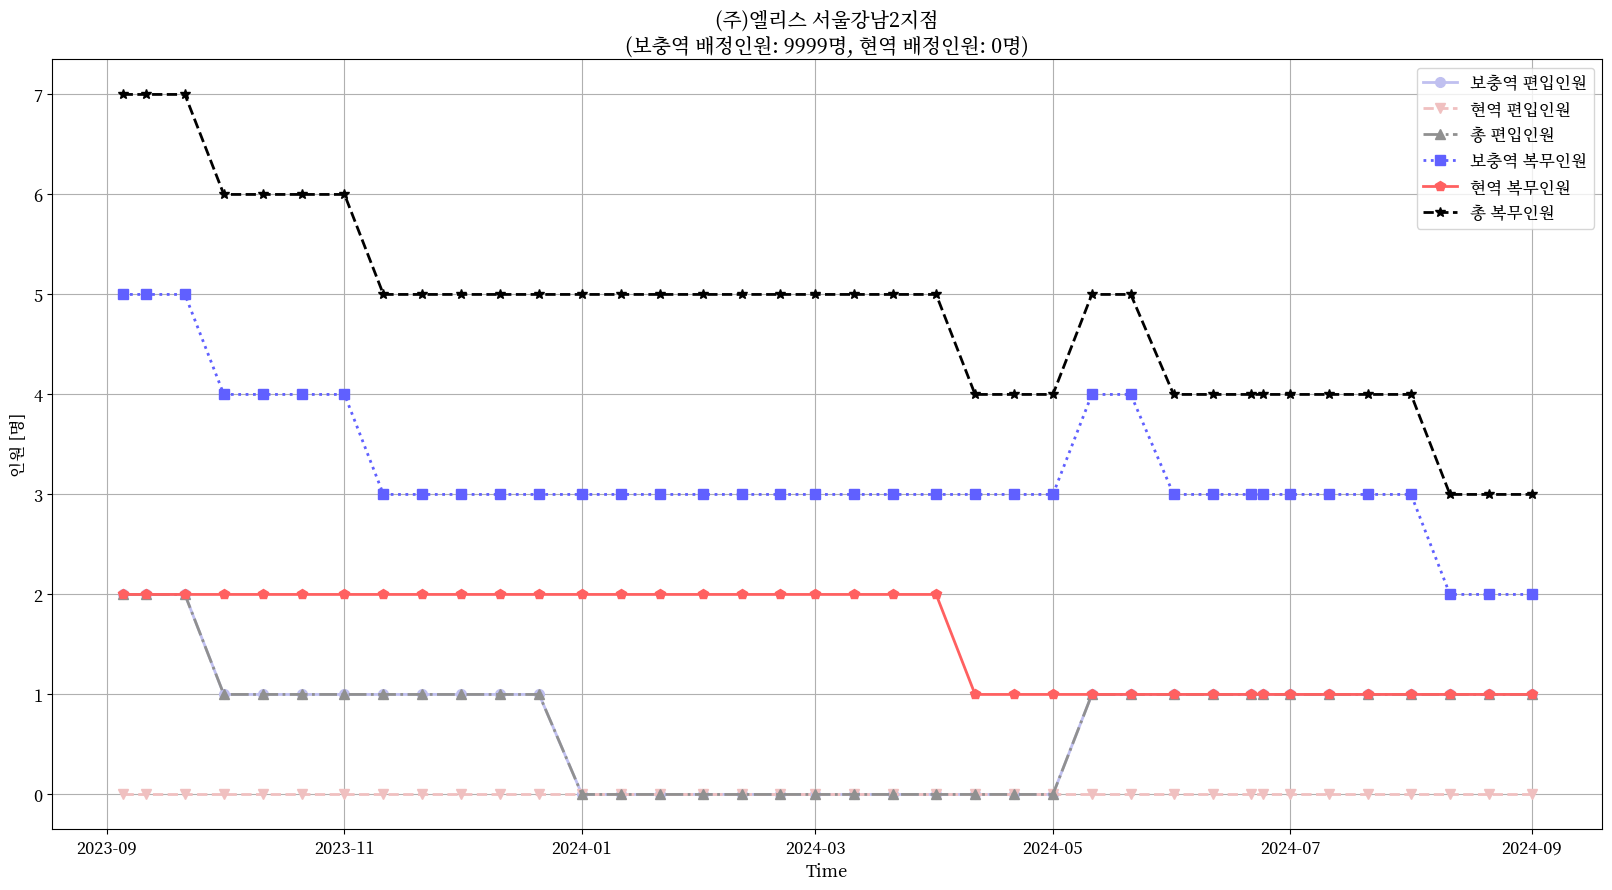 (주)엘리스 서울강남2지점
(보충역 배정인원: 9999명, 현역 배정인원: 0명)
보충역 편입인원
현역 편입인원
총 편입인원
보충역 복무인원
현역 복무인원
총 복무인원
인원 [명]
7
6
5
4
3
2
1
0
2023-09
2023-11
2024-01
2024-03
2024-05
2024-07
2024-09
Time